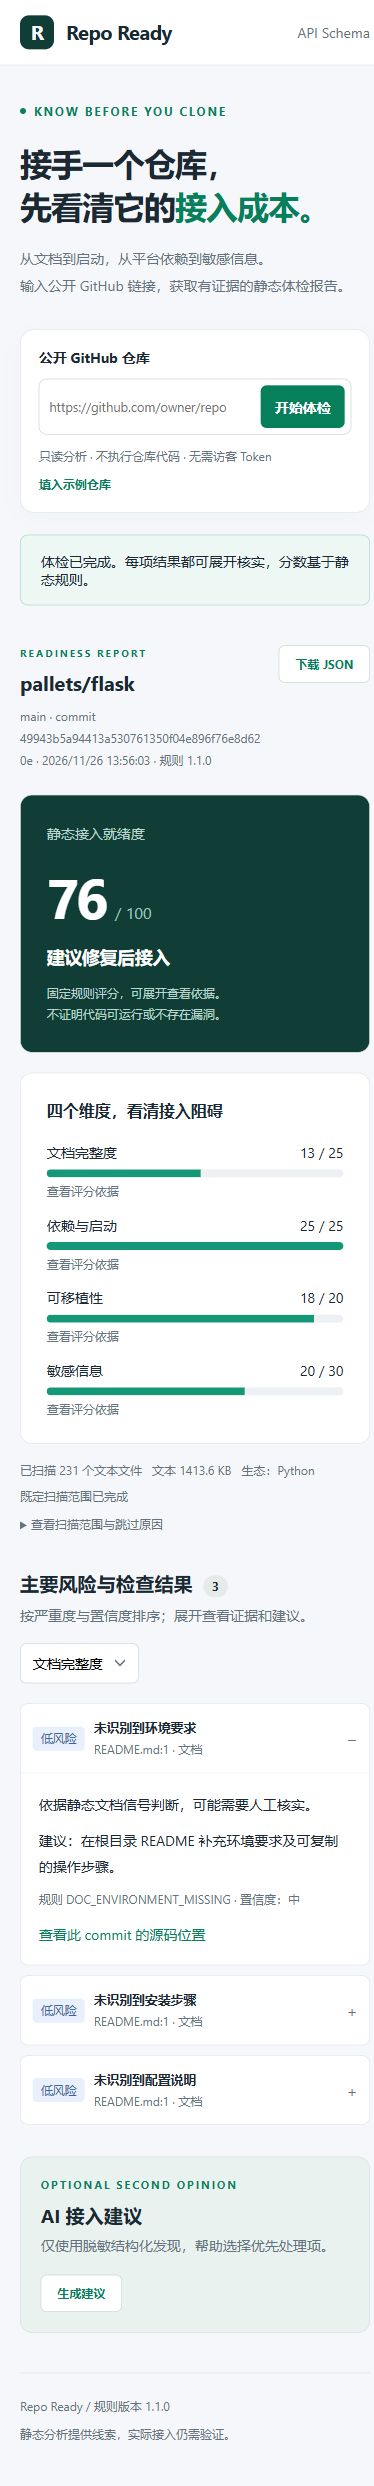 R Repo Ready API Schema
KNOW BEFORE YOU CLONE
接手一个仓库，
先看清它的接入成本。
从文档到启动，从平台依赖到敏感信息。
输入公开 GitHub 链接，获取有证据的静态体检报告。
公开 GitHub 仓库
https://github.com/owner/repo 开始体检
只读分析 · 不执行仓库代码 · 无需访客 Token
填入示例仓库
体检已完成。每项结果都可展开核实，分数基于静
态规则。
READINESS REPORT
下载 JSON
pallets/flask
main · commit
49943b5a94413a530761350f04e896f76e8d62
0e · 2026/11/26 13:56:03 · 规则 1.1.0
静态接入就绪度
76 / 100
建议修复后接入
固定规则评分，可展开查看依据。
不证明代码可运行或不存在漏洞。
四个维度，看清接入阻碍
文档完整度 13 / 25
查看评分依据
依赖与启动 25 / 25
查看评分依据
可移植性 18 / 20
查看评分依据
敏感信息 20 / 30
查看评分依据
已扫描 231 个文本文件 文本 1413.6 KB 生态：Python
既定扫描范围已完成
▶ 查看扫描范围与跳过原因
主要风险与检查结果 3
按严重度与置信度排序；展开查看证据和建议。
文档完整度
低风险 未识别到环境要求
README.md:1 · 文档 −
依据静态文档信号判断，可能需要人工核实。
建议：在根目录 README 补充环境要求及可复制
的操作步骤。
规则 DOC_ENVIRONMENT_MISSING · 置信度：中
查看此 commit 的源码位置
低风险 未识别到安装步骤
README.md:1 · 文档 +
低风险 未识别到配置说明
README.md:1 · 文档 +
OPTIONAL SECOND OPINION
AI 接入建议
仅使用脱敏结构化发现，帮助选择优先处理项。
生成建议
Repo Ready / 规则版本 1.1.0
静态分析提供线索，实际接入仍需验证。